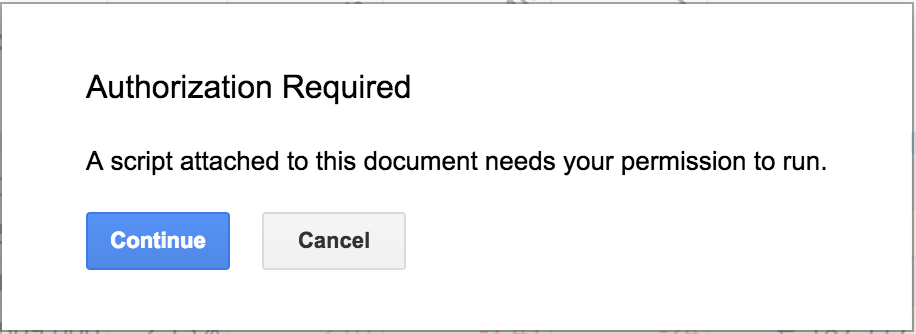 Authorization Required
A script attached to this document needs your permission to run.
Continue
Cancel